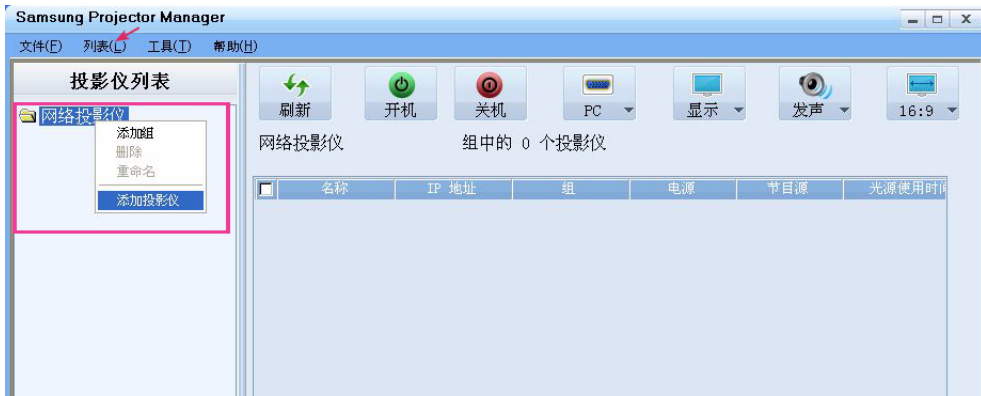 Samsung Projector Manager
文件(F) 列表(L) 工具(T) 帮助(H)
投影仪列表
网络投影仪
添加组
删除
重命名
添加投影仪
刷新 开机 关机 PC 显示 发声 16:9
网络投影仪 组中的 0 个投影仪
名称 IP 地址 组 电源 节目源 光源使用时间